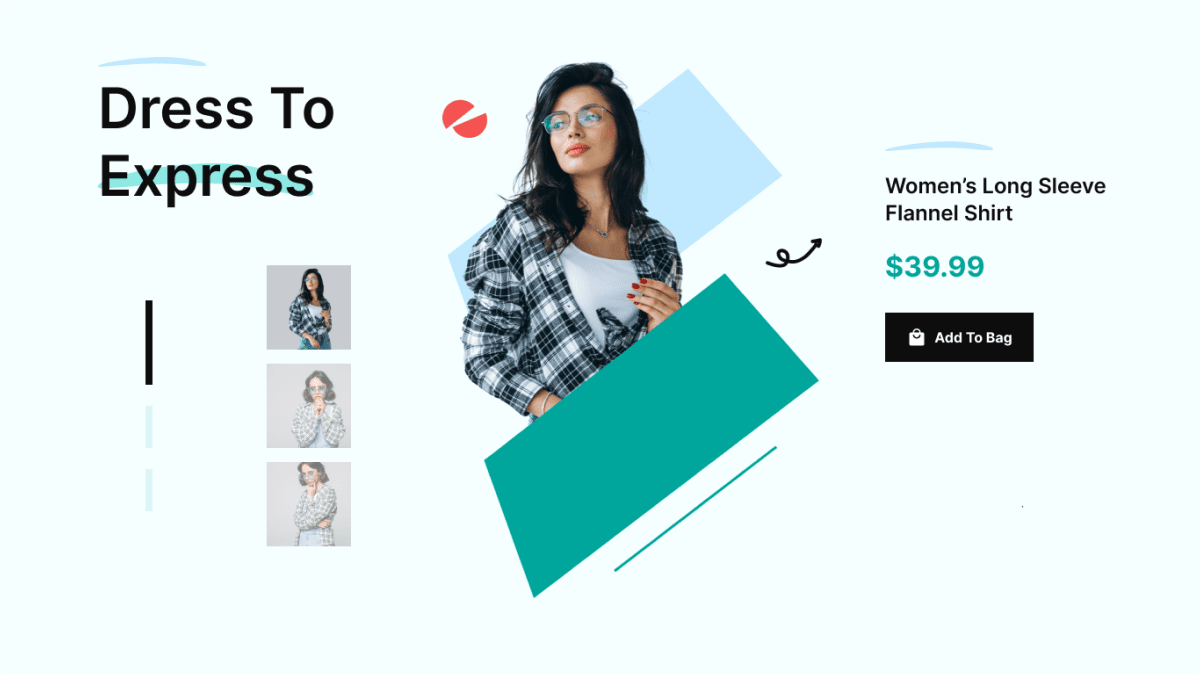 Dress To
Express
Women’s Long Sleeve
Flannel Shirt
$39.99
Add To Bag